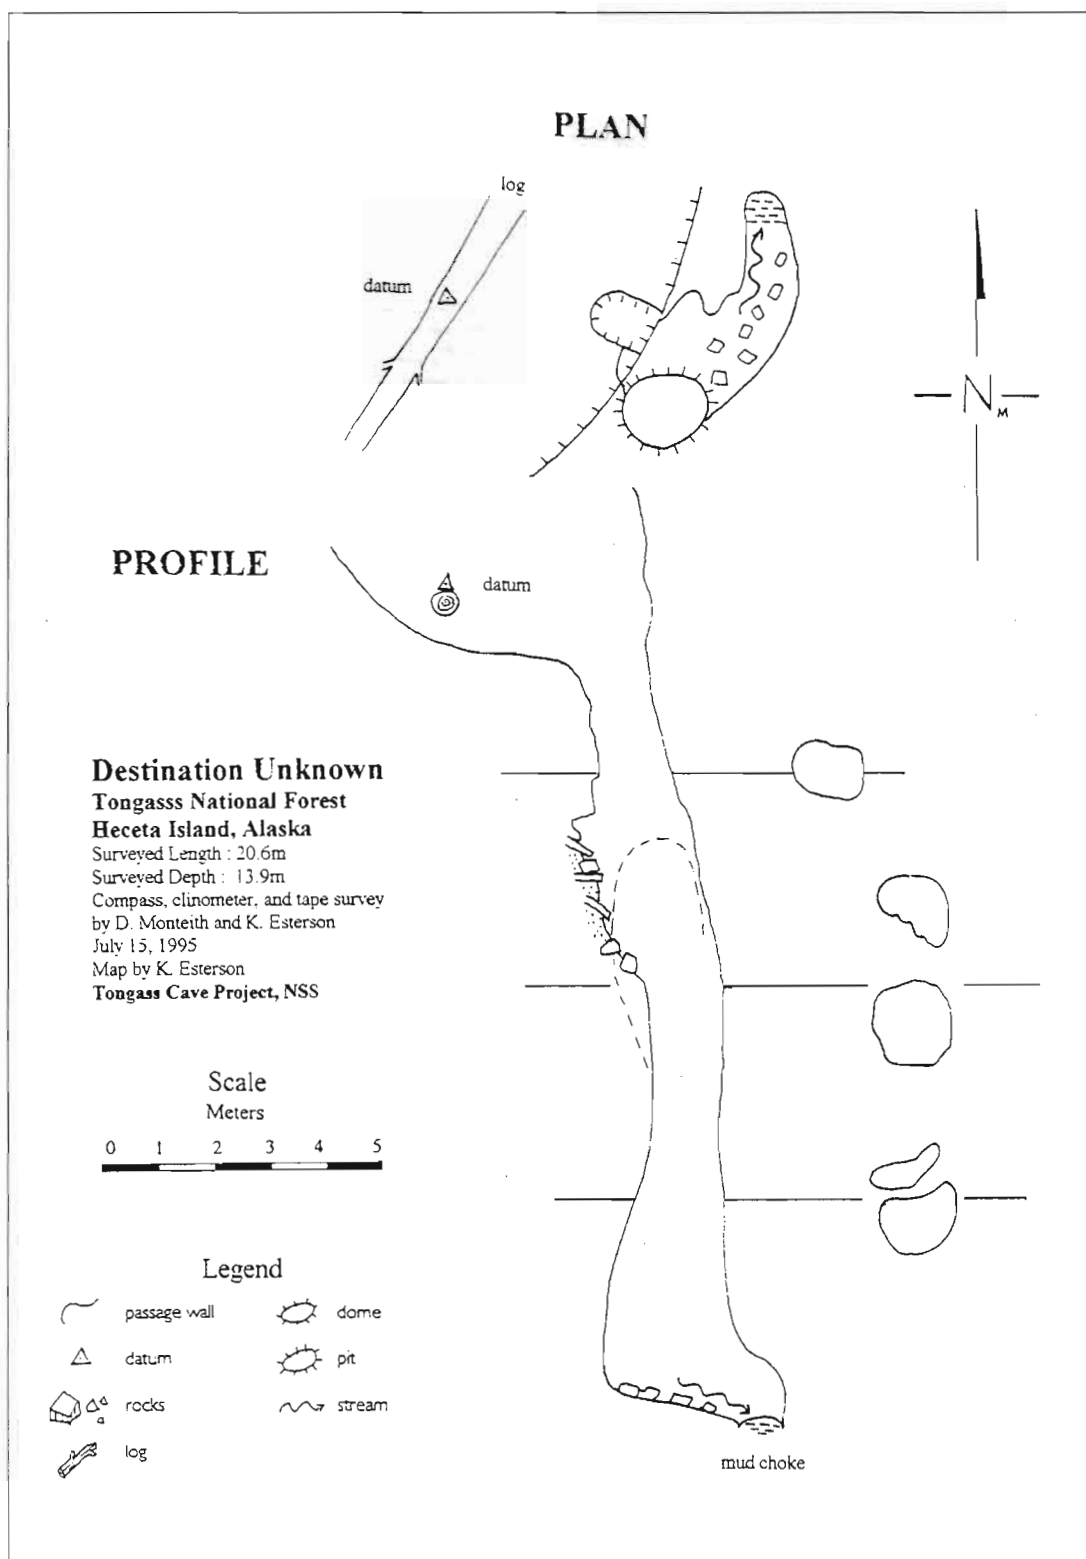 PLAN
log
datum
N M
PROFILE
datum
Destination Unknown
Tongasss National Forest
Heceta Island, Alaska
Surveyed Length : 20.6m
Surveyed Depth : 13.9m
Compass, clinometer, and tape survey
by D. Monteith and K. Esterson
July 15, 1995
Map by K. Esterson
Tongass Cave Project, NSS
Scale
Meters
0 1 2 3 4 5
Legend
passage wall
dome
datum
pit
rocks
stream
log
mud choke